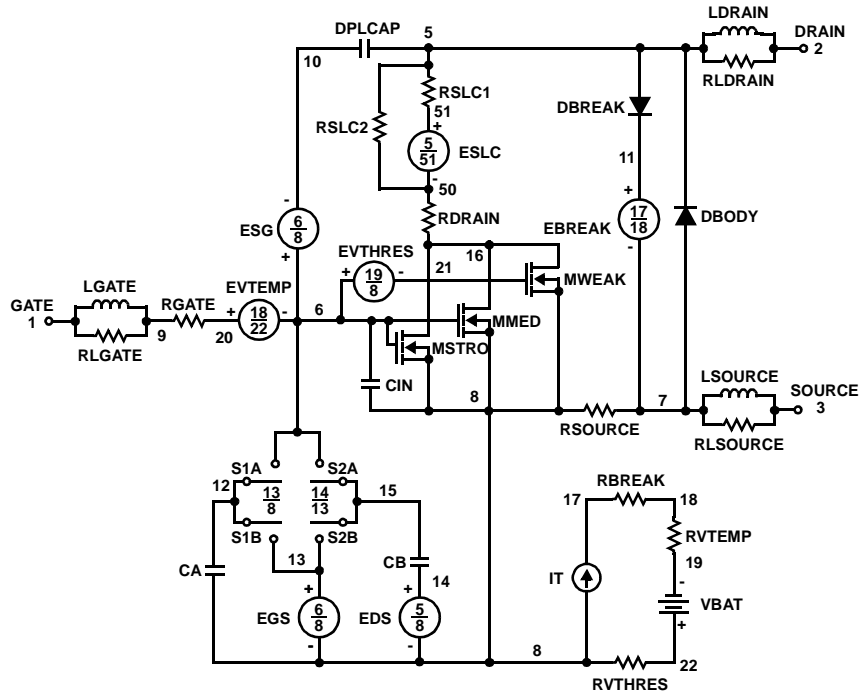 LDRAIN
DPLCAP
5
DRAIN
2
10
RLDRAIN
RSLC1
DBREAK
51
+
RSLC2
5
51
ESLC
11
-
50
-
+
6
8
ESG
+
RDRAIN
17
18
EBREAK
DBODY
-
EVTHRES
16
+
19
8
-
21
MWEAK
LGATE
EVTEMP
GATE
1
RGATE
+
18
22
-
6
MMED
9
20
RLGATE
MSTRO
CIN
LSOURCE
8
7
SOURCE
3
RSOURCE
RLSOURCE
S1A
S2A
12
13
8
14
13
15
RBREAK
17
18
S1B
S2B
RVTEMP
13
CB
19
CA
IT
-
14
+
+
VBAT
EGS
6
8
EDS
5
8
+
-
-
8
22
RVTHRES